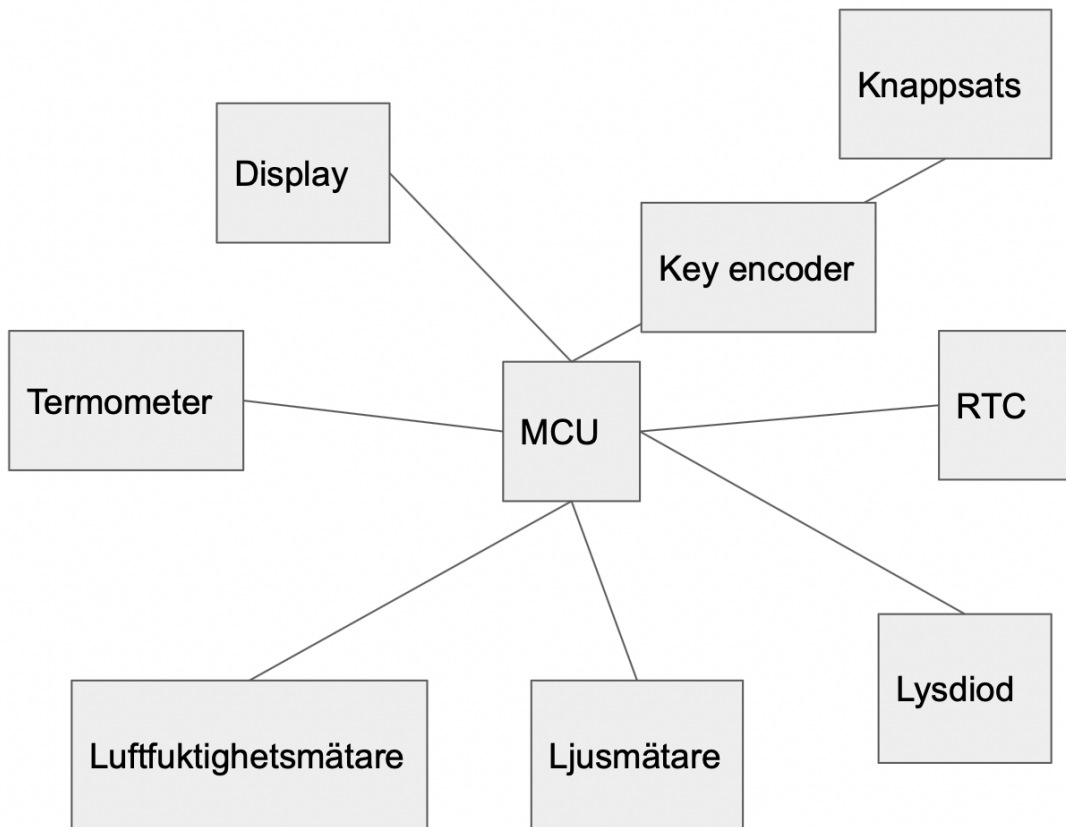 Knappsats
Display
Key encoder
Termometer
MCU
RTC
Lysdiod
Luftfuktighetsmätare
Ljusmätare